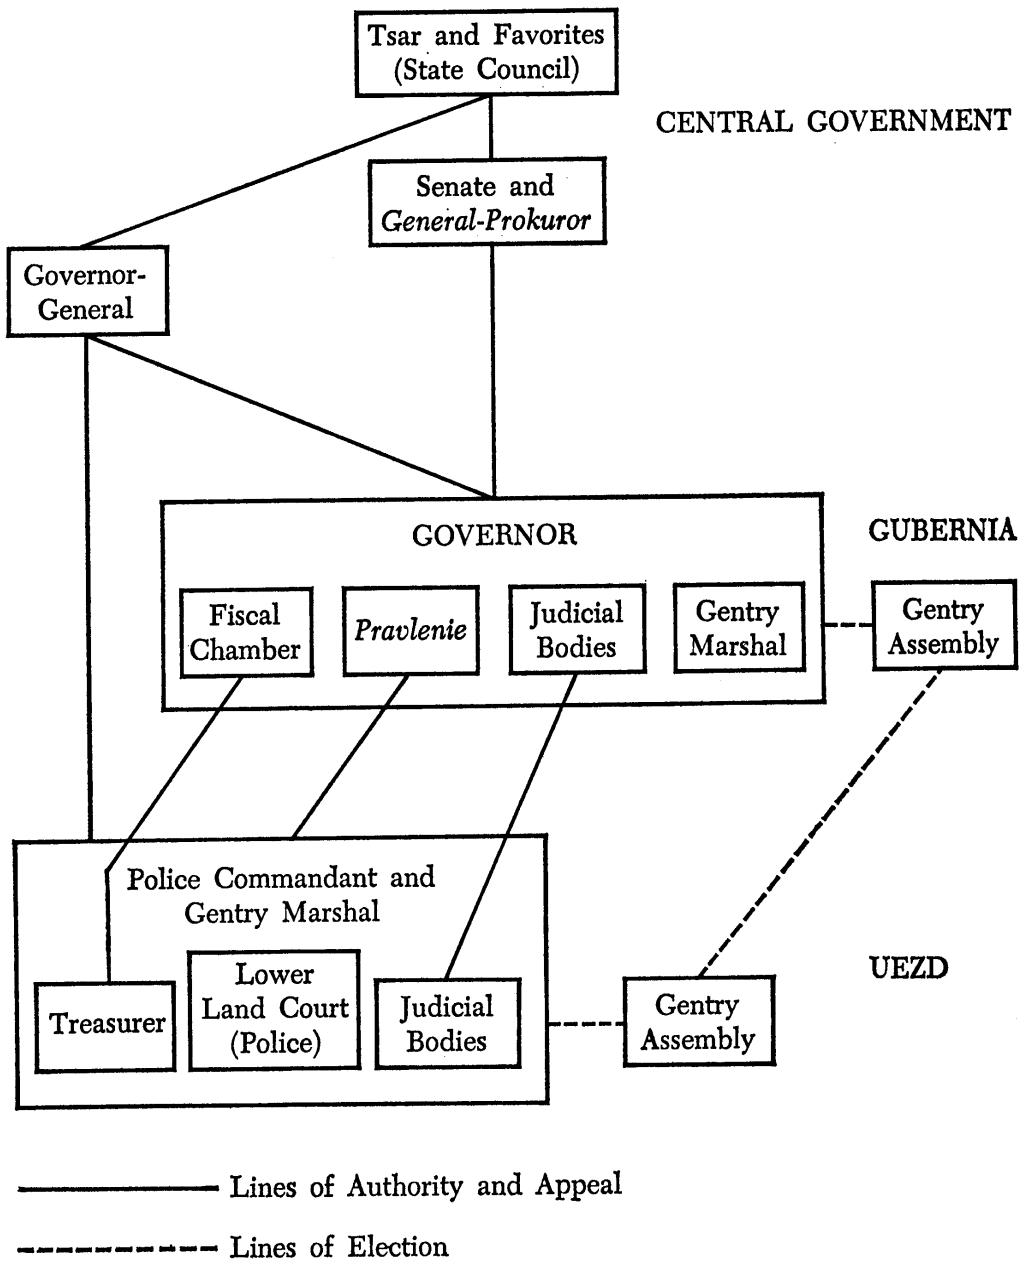 Tsar and Favorites
(State Council)
CENTRAL GOVERNMENT
Senate and
General-Prokuror
Governor-
General
GOVERNOR
GUBERNIA
Fiscal
Chamber
Pravlenie
Judicial
Bodies
Gentry
Marshal
Gentry
Assembly
Police Commandant and
Gentry Marshal
UEZD
Treasurer
Lower
Land Court
(Police)
Judicial
Bodies
Gentry
Assembly
Lines of Authority and Appeal
Lines of Election